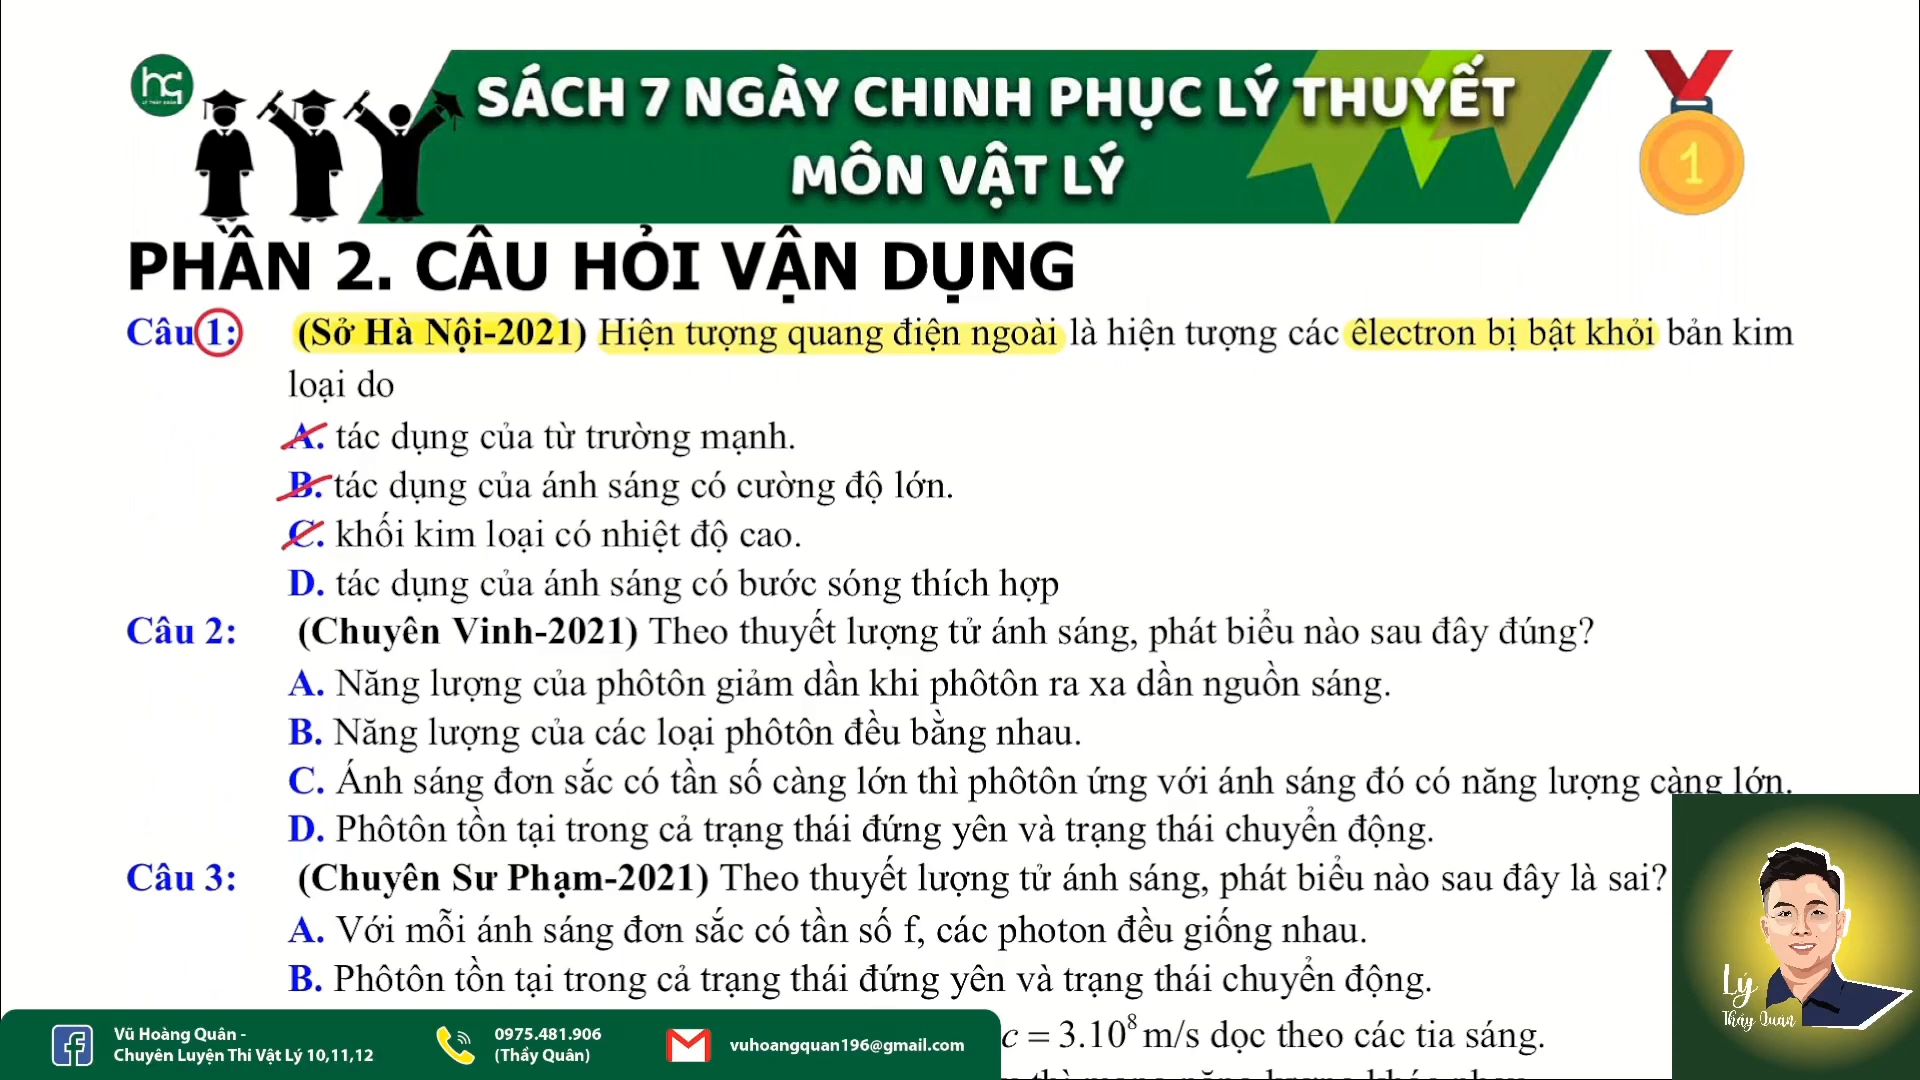 hq
LÝ THẦY QUÂN
SÁCH 7 NGÀY CHINH PHỤC LÝ THUYẾT
MÔN VẬT LÝ
1
PHẦN 2. CÂU HỎI VẬN DỤNG
Câu 1: (Sở Hà Nội-2021) Hiện tượng quang điện ngoài là hiện tượng các êlectron bị bật khỏi bản kim
loại do
A. tác dụng của từ trường mạnh.
B. tác dụng của ánh sáng có cường độ lớn.
C. khối kim loại có nhiệt độ cao.
D. tác dụng của ánh sáng có bước sóng thích hợp
Câu 2: (Chuyên Vinh-2021) Theo thuyết lượng tử ánh sáng, phát biểu nào sau đây đúng?
A. Năng lượng của phôtôn giảm dần khi phôtôn ra xa dần nguồn sáng.
B. Năng lượng của các loại phôtôn đều bằng nhau.
C. Ánh sáng đơn sắc có tần số càng lớn thì phôtôn ứng với ánh sáng đó có năng lượng càng lớn.
D. Phôtôn tồn tại trong cả trạng thái đứng yên và trạng thái chuyển động.
Câu 3: (Chuyên Sư Phạm-2021) Theo thuyết lượng tử ánh sáng, phát biểu nào sau đây là sai?
A. Với mỗi ánh sáng đơn sắc có tần số f, các photon đều giống nhau.
B. Phôtôn tồn tại trong cả trạng thái đứng yên và trạng thái chuyển động.
c = 3.10⁸ m/s dọc theo các tia sáng.
Lý
Thầy Quân
Vũ Hoàng Quân -
Chuyên Luyện Thi Vật Lý 10,11,12
0975.481.906
(Thầy Quân)
vuhoangquan196@gmail.com